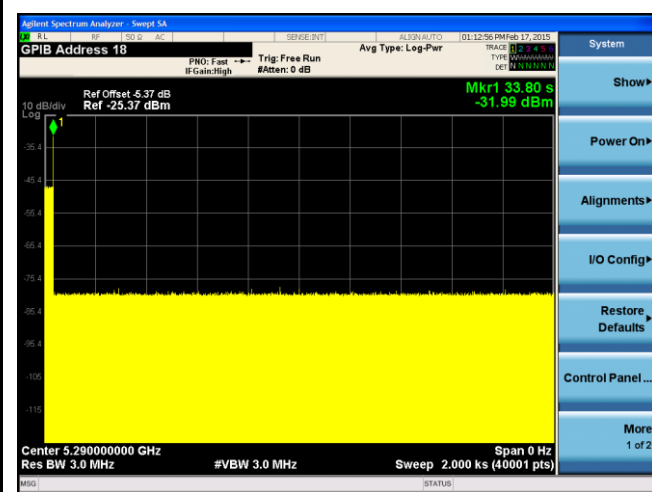 Agilent Spectrum Analyzer - Swept SA
RL RF 50 Ω AC SENSE:INT ALIGN AUTO 01:12:56 PM Feb 17, 2015
GPIB Address 18
PNO: Fast
IFGain:High
Trig: Free Run
#Atten: 0 dB
Avg Type: Log-Pwr
TRACE 1 2 3 4 5 6
TYPE
DET N N N N N N
Mkr1 33.80 s
-31.99 dBm
Ref Offset -5.37 dB
10 dB/div Ref -25.37 dBm
Log
1
-35.4
-45.4
-55.4
-65.4
-75.4
-85.4
-95.4
-105
-115
Center 5.290000000 GHz Span 0 Hz
Res BW 3.0 MHz #VBW 3.0 MHz Sweep 2.000 ks (40001 pts)
MSG STATUS
System
Show
Power On
Alignments
I/O Config
Restore
Defaults
Control Panel...
More
1 of 2